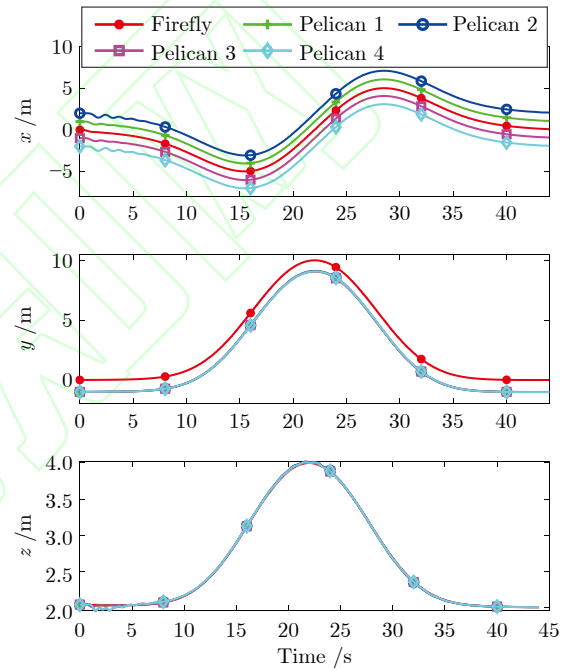 Firefly Pelican 1 Pelican 2
Pelican 3 Pelican 4
x /m
10
5
0
−5
0 5 10 15 20 25 30 35 40
y /m
10
5
0
0 5 10 15 20 25 30 35 40
z /m
4.0
3.5
3.0
2.5
2.0
0 5 10 15 20 25 30 35 40 45
Time /s